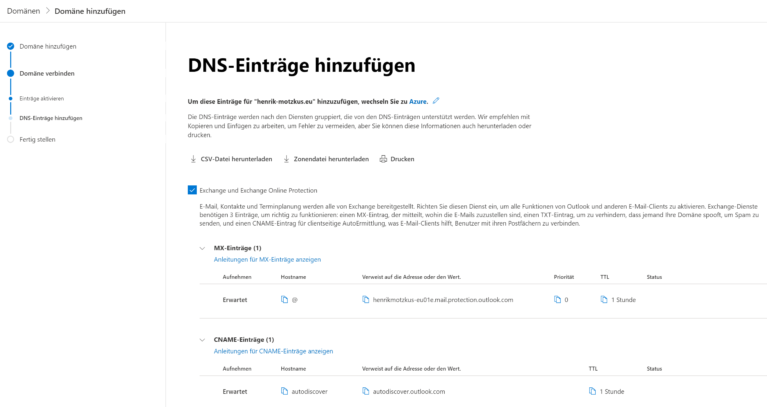 Domänen > Domäne hinzufügen
Domäne hinzufügen
Domäne verbinden
Einträge aktivieren
DNS-Einträge hinzufügen
Fertig stellen
DNS-Einträge hinzufügen
Um diese Einträge für "henrik-motzkus.eu" hinzuzufügen, wechseln Sie zu Azure.
Die DNS-Einträge werden nach den Diensten gruppiert, die von den DNS-Einträgen unterstützt werden. Wir empfehlen mit
Kopieren und Einfügen zu arbeiten, um Fehler zu vermeiden, aber Sie können diese Informationen auch herunterladen oder
drucken.
CSV-Datei herunterladen Zonendatei herunterladen Drucken
Exchange und Exchange Online Protection
E-Mail, Kontakte und Terminplanung werden alle von Exchange bereitgestellt. Richten Sie diesen Dienst ein, um alle Funktionen von Outlook und anderen E-Mail-Clients zu aktivieren. Exchange-Dienste
benötigen 3 Einträge, um richtig zu funktionieren: einen MX-Eintrag, der mitteilt, wohin die E-Mails zuzustellen sind, einen TXT-Eintrag, um zu verhindern, dass jemand Ihre Domäne spooft, um Spam zu
senden, und einen CNAME-Eintrag für clientseitige AutoErmittlung, was E-Mail-Clients hilft, Benutzer mit ihren Postfächern zu verbinden.
MX-Einträge (1)
Anleitungen für MX-Einträge anzeigen
Aufnehmen Hostname Verweist auf die Adresse oder den Wert. Priorität TTL Status
Erwartet @ henrikmotzkus-eu01e.mail.protection.outlook.com 0 1 Stunde
CNAME-Einträge (1)
Anleitungen für CNAME-Einträge anzeigen
Aufnehmen Hostname Verweist auf die Adresse oder den Wert. TTL Status
Erwartet autodiscover autodiscover.outlook.com 1 Stunde